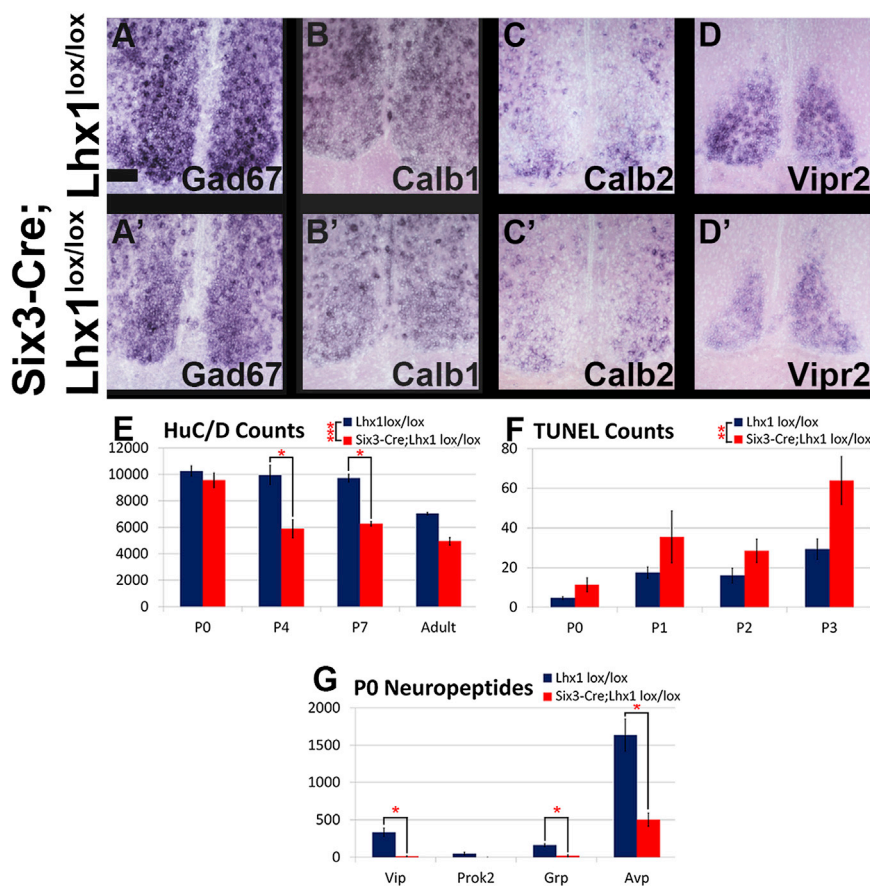 Six3-Cre;
Lhx1lox/lox
Lhx1lox/lox
A
Gad67
B
Calb1
C
Calb2
D
Vipr2
A'
Gad67
B'
Calb1
C'
Calb2
D'
Vipr2
E HuC/D Counts
***
Lhx1lox/lox
Six3-Cre;Lhx1 lox/lox
12000
10000
8000
6000
4000
2000
0
* *
P0 P4 P7 Adult
F TUNEL Counts
**
Lhx1 lox/lox
Six3-Cre;Lhx1 lox/lox
80
60
40
20
0
P0 P1 P2 P3
G P0 Neuropeptides
Lhx1 lox/lox
Six3-Cre;Lhx1 lox/lox
2000
1500
1000
500
0
* * *
Vip Prok2 Grp Avp